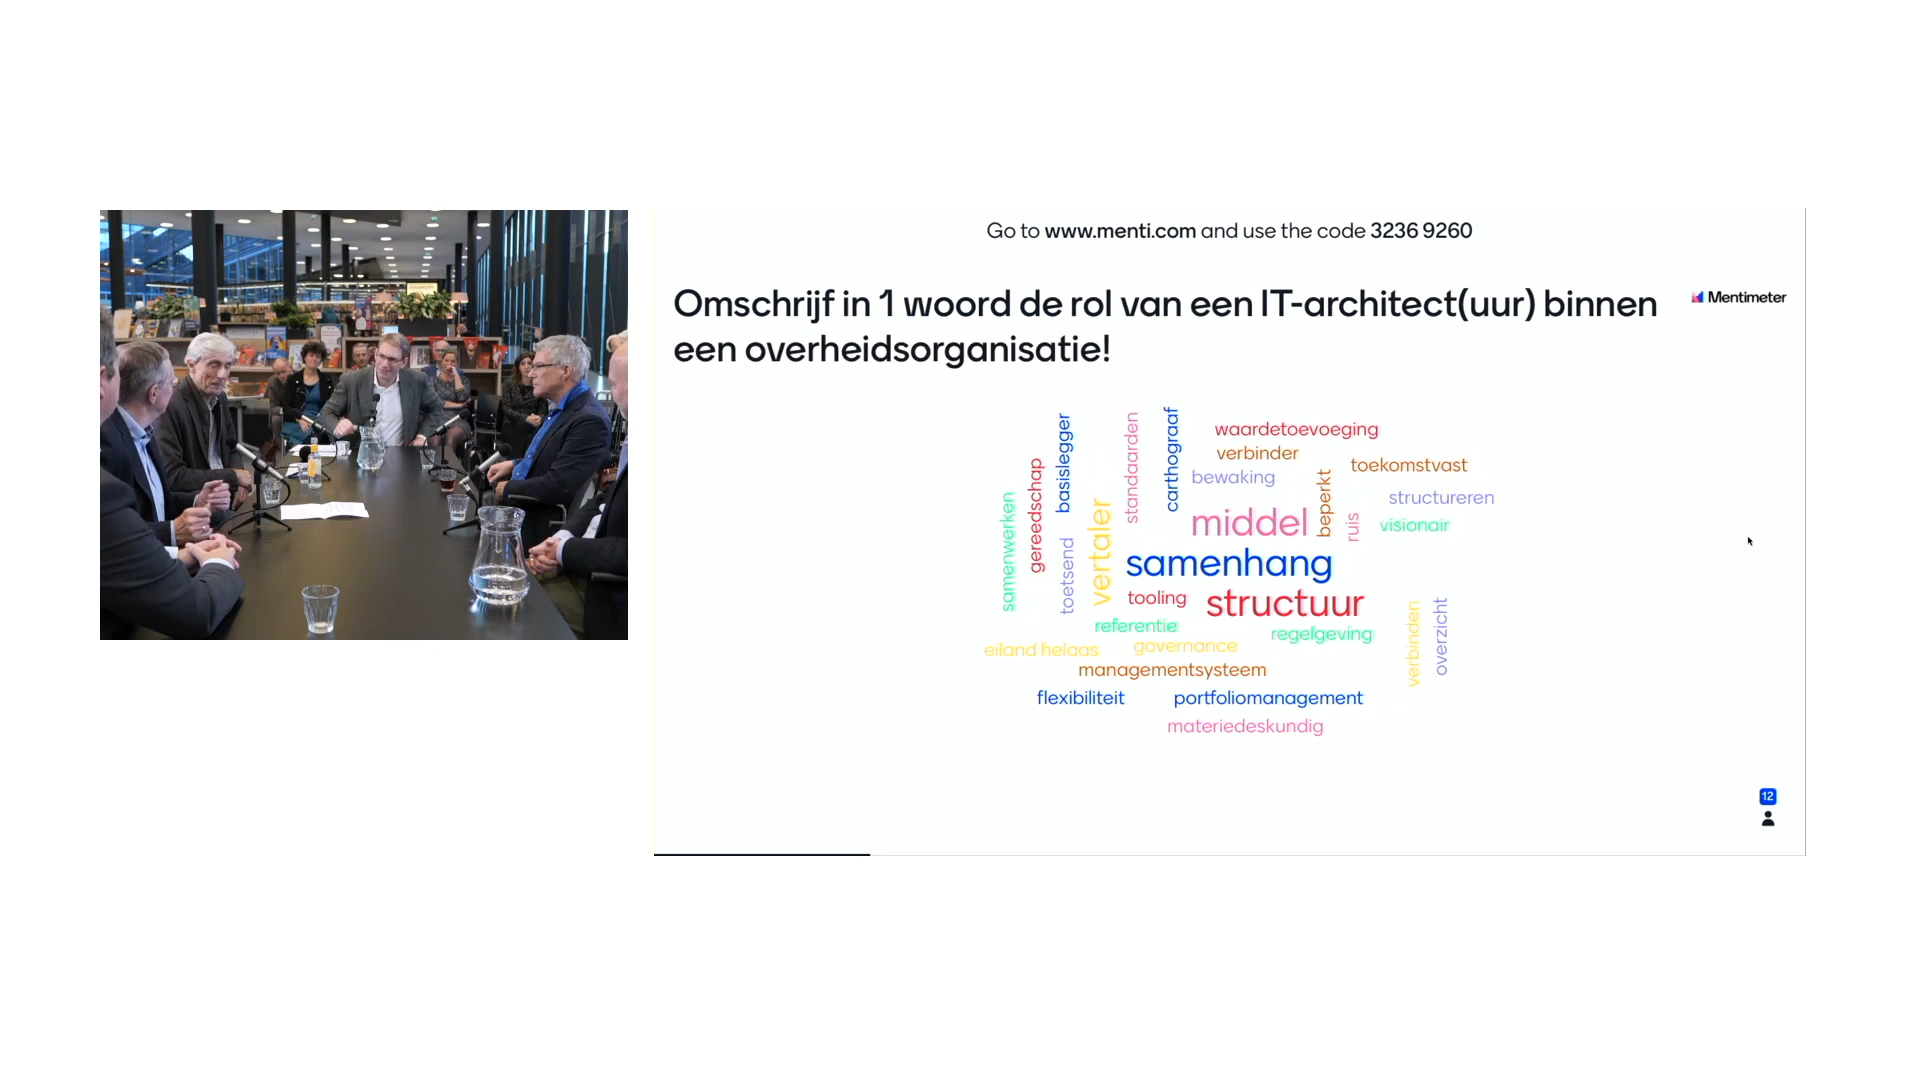 Go to www.menti.com and use the code 3236 9260
Omschrijf in 1 woord de rol van een IT-architect(uur) binnen
een overheidsorganisatie!
Mentimeter
samenwerken
gereedschap
basislegger
toetsend
vertaler
standaarden
carthograaf
waardetoevoeging
verbinder
bewaking
toekomstvast
structureren
middel
beperkt
ruis
visionair
samenhang
tooling
structuur
referentie
regelgeving
eiland helaas
governance
verbinden
overzicht
managementsysteem
flexibiliteit
portfoliomanagement
materiedeskundig
12